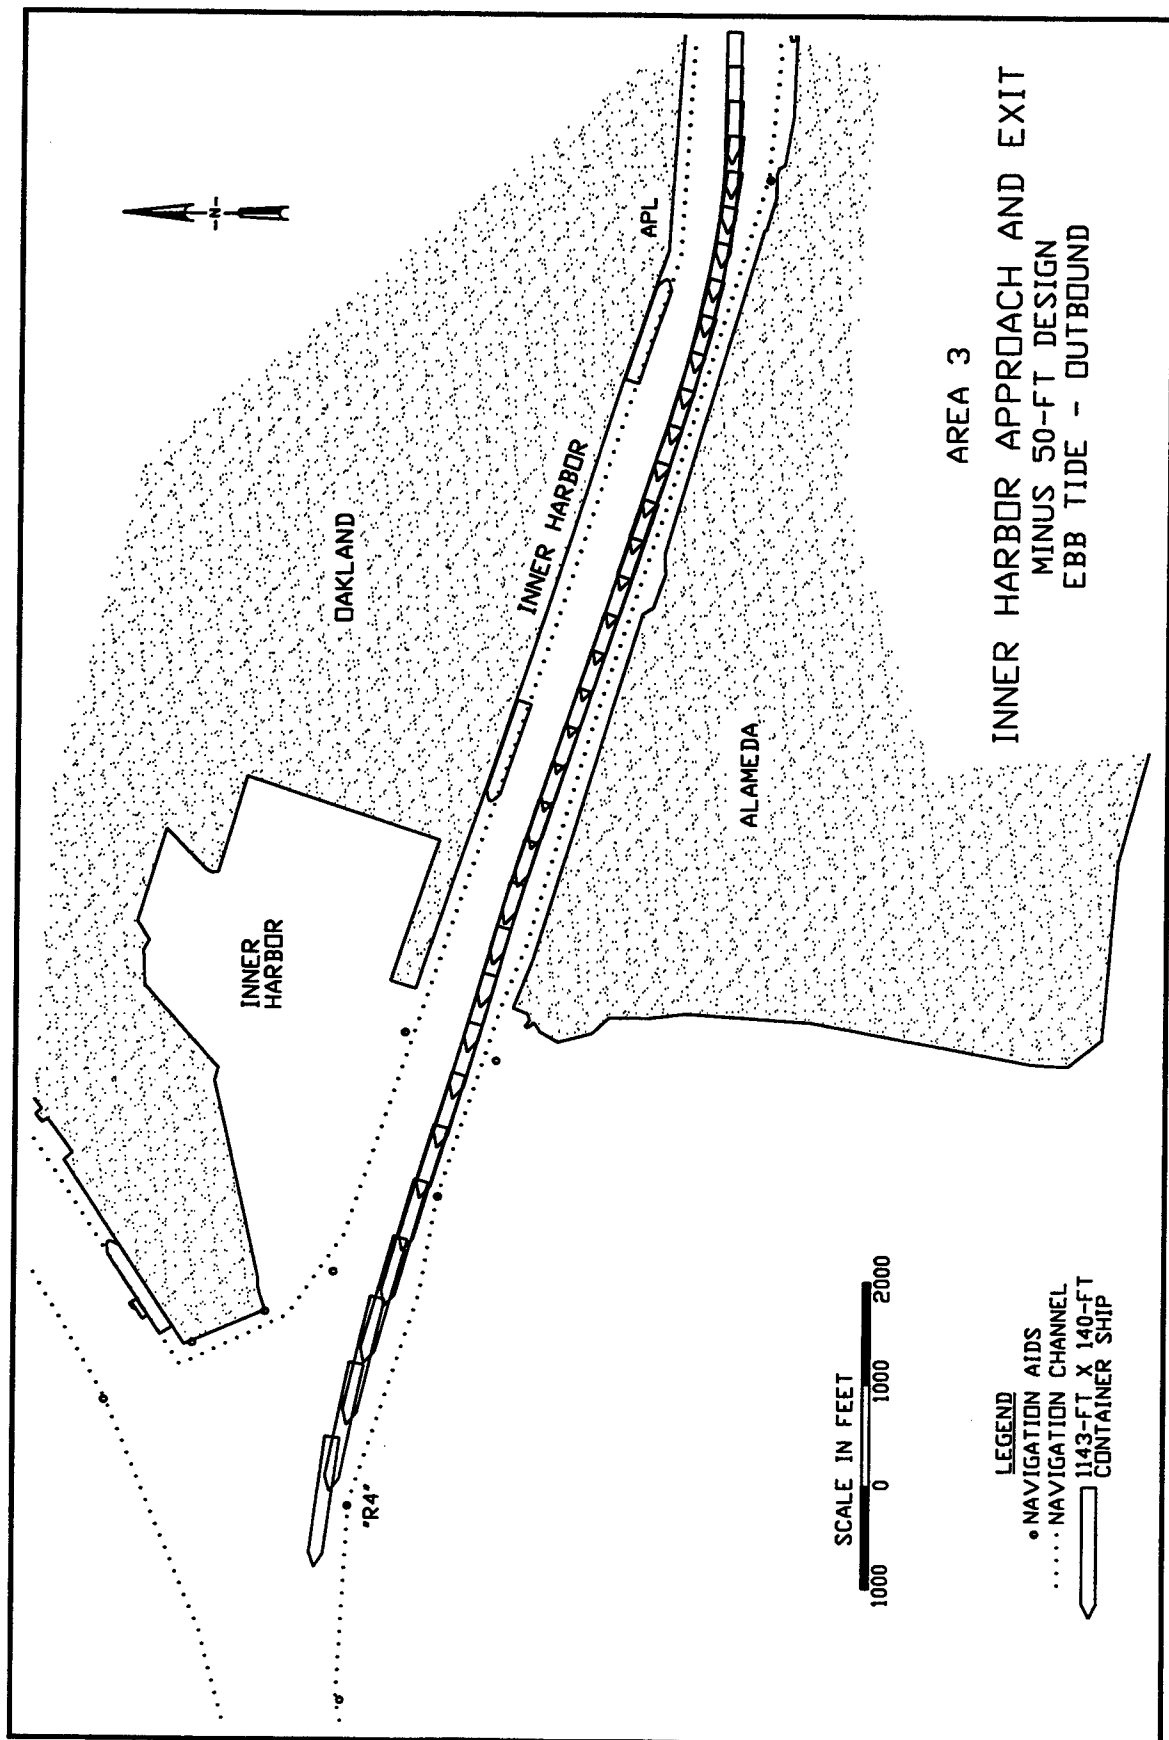 -N-
OAKLAND
APL
INNER HARBOR
INNER
HARBOR
ALAMEDA
"R4"
AREA 3
INNER HARBOR APPROACH AND EXIT
MINUS 50-FT DESIGN
EBB TIDE - OUTBOUND
SCALE IN FEET
1000 0 1000 2000
LEGEND
NAVIGATION AIDS
NAVIGATION CHANNEL
1143-FT X 140-FT
CONTAINER SHIP